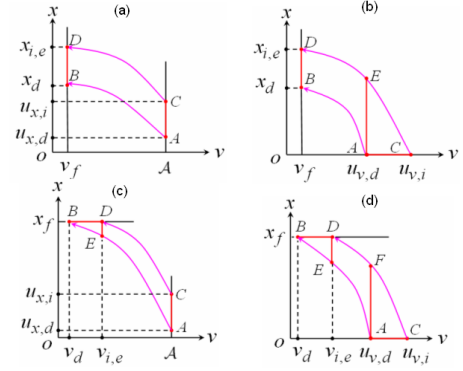 (a)
x
x_{i,e}
D
x_d
B
u_{x,i}
C
u_{x,d}
A
o
v_f
𝒜
v
(b)
x
x_{i,e}
D
x_d
B
E
A
C
o
v_f
u_{v,d}
u_{v,i}
v
(c)
x
x_f
B
D
E
u_{x,i}
C
u_{x,d}
A
o
v_d
v_{i,e}
𝒜
v
(d)
x
x_f
B
D
E
F
A
C
o
v_d
v_{i,e}
u_{v,d}
u_{v,i}
v